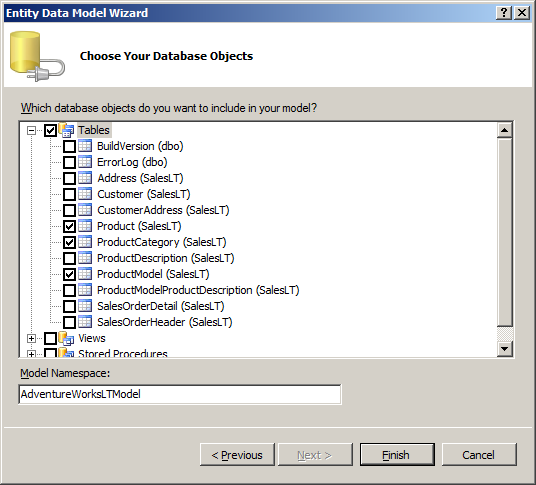 Entity Data Model Wizard
Choose Your Database Objects
Which database objects do you want to include in your model?
Tables
BuildVersion (dbo)
ErrorLog (dbo)
Address (SalesLT)
Customer (SalesLT)
CustomerAddress (SalesLT)
Product (SalesLT)
ProductCategory (SalesLT)
ProductDescription (SalesLT)
ProductModel (SalesLT)
ProductModelProductDescription (SalesLT)
SalesOrderDetail (SalesLT)
SalesOrderHeader (SalesLT)
Views
Stored Procedures
Model Namespace:
AdventureWorksLTModel
< Previous Next > Finish Cancel